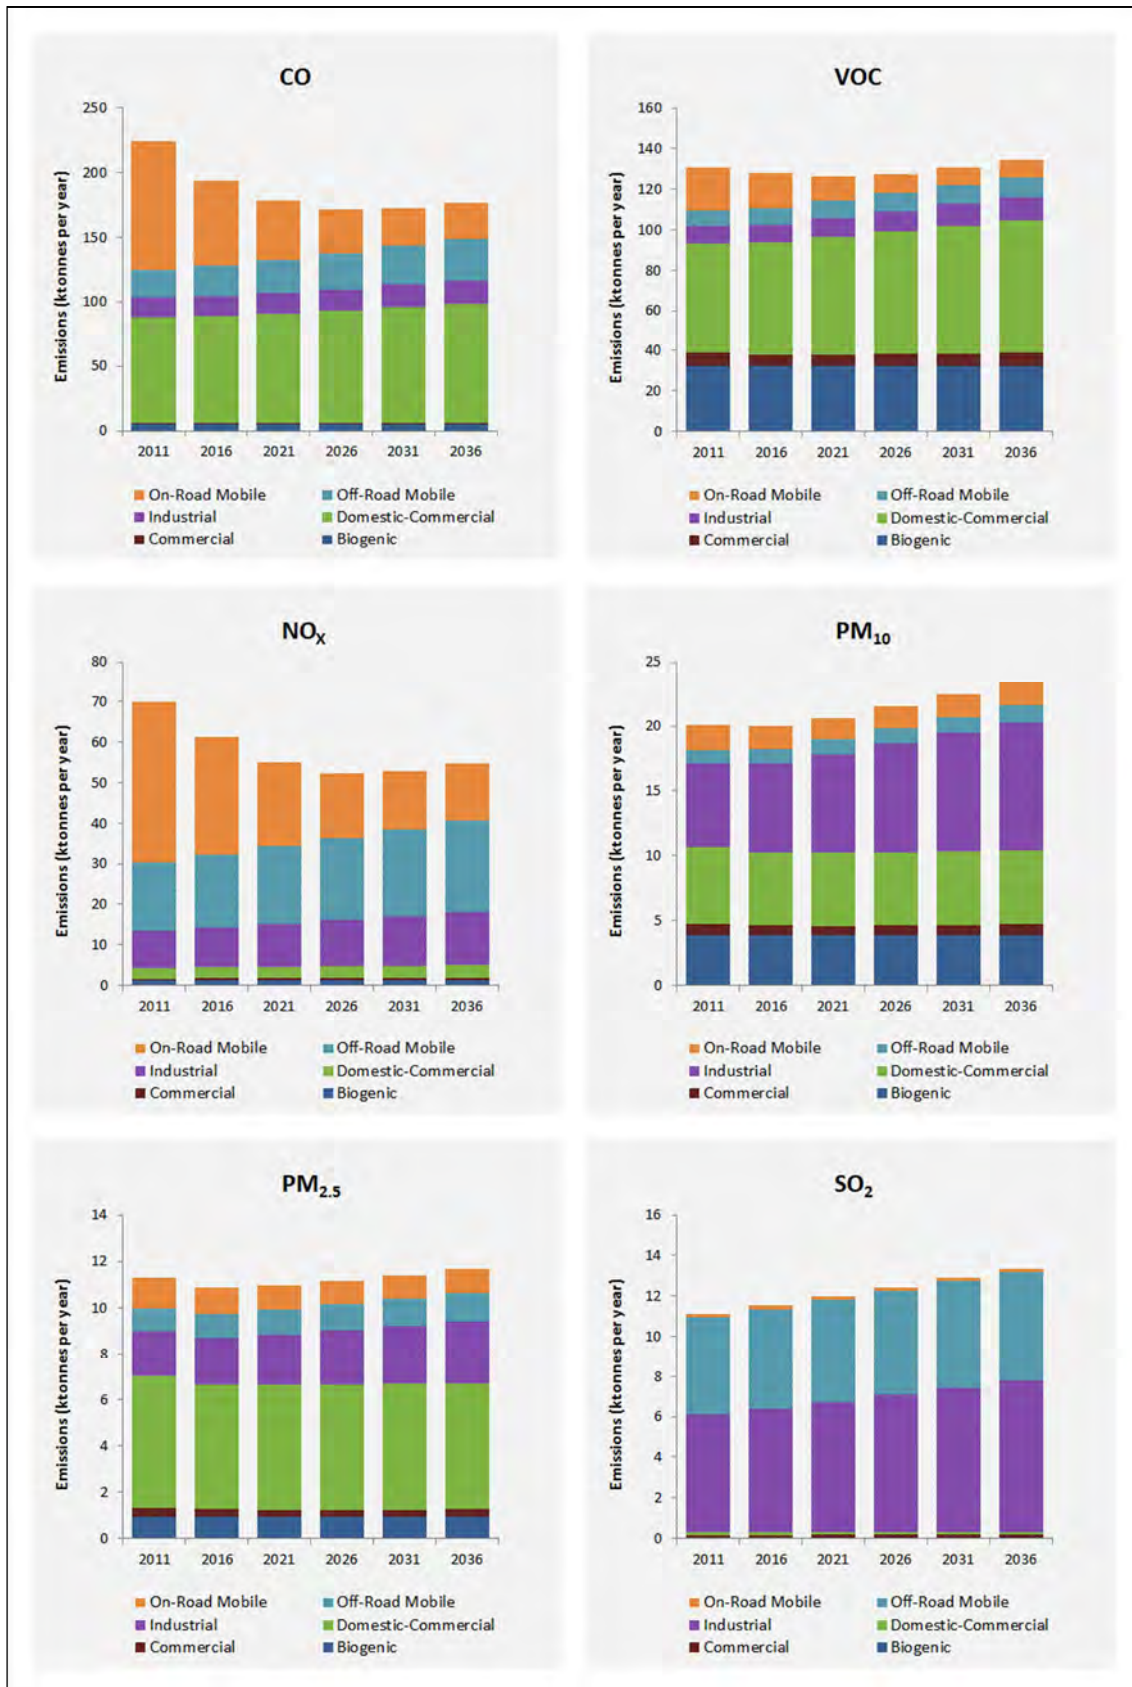 CO
Emissions (ktonnes per year)
250
200
150
100
50
0
2011 2016 2021 2026 2031 2036
On-Road Mobile Off-Road Mobile
Industrial Domestic-Commercial
Commercial Biogenic
VOC
Emissions (ktonnes per year)
160
140
120
100
80
60
40
20
0
2011 2016 2021 2026 2031 2036
On-Road Mobile Off-Road Mobile
Industrial Domestic-Commercial
Commercial Biogenic
NOX
Emissions (ktonnes per year)
80
70
60
50
40
30
20
10
0
2011 2016 2021 2026 2031 2036
On-Road Mobile Off-Road Mobile
Industrial Domestic-Commercial
Commercial Biogenic
PM10
Emissions (ktonnes per year)
25
20
15
10
5
0
2011 2016 2021 2026 2031 2036
On-Road Mobile Off-Road Mobile
Industrial Domestic-Commercial
Commercial Biogenic
PM2.5
Emissions (ktonnes per year)
14
12
10
8
6
4
2
0
2011 2016 2021 2026 2031 2036
On-Road Mobile Off-Road Mobile
Industrial Domestic-Commercial
Commercial Biogenic
SO2
Emissions (ktonnes per year)
16
14
12
10
8
6
4
2
0
2011 2016 2021 2026 2031 2036
On-Road Mobile Off-Road Mobile
Industrial Domestic-Commercial
Commercial Biogenic